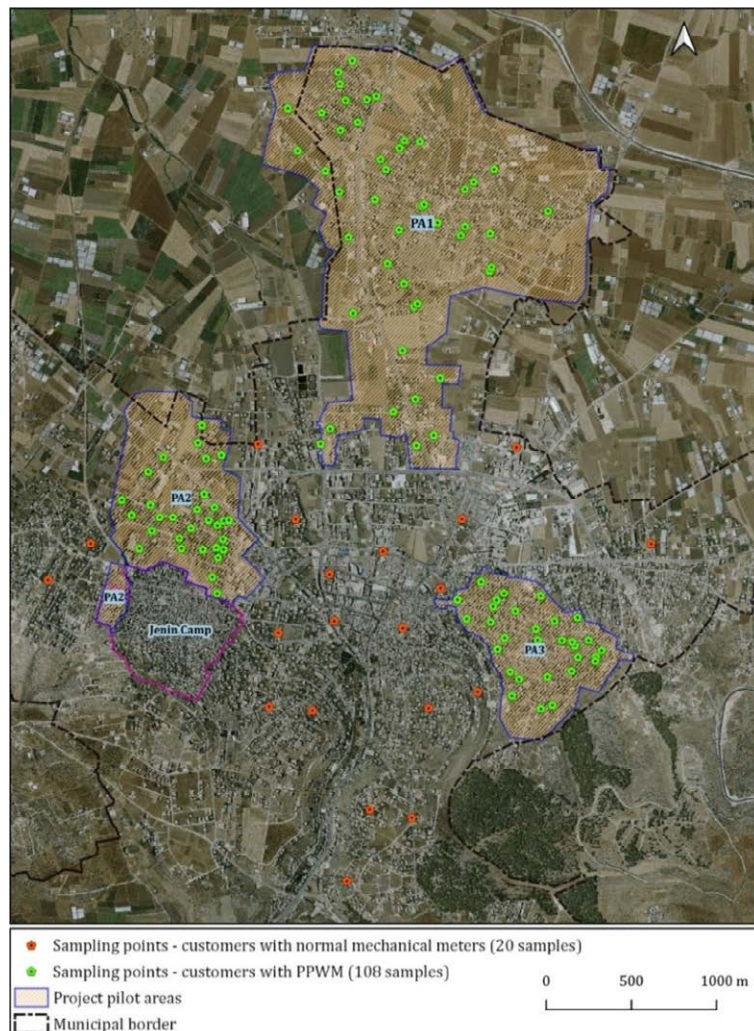 PA1
PA2
PA2
Jenin Camp
PA3
Sampling points - customers with normal mechanical meters (20 samples)
Sampling points - customers with PPWM (108 samples)
Project pilot areas
Municipal border
0 500 1000 m